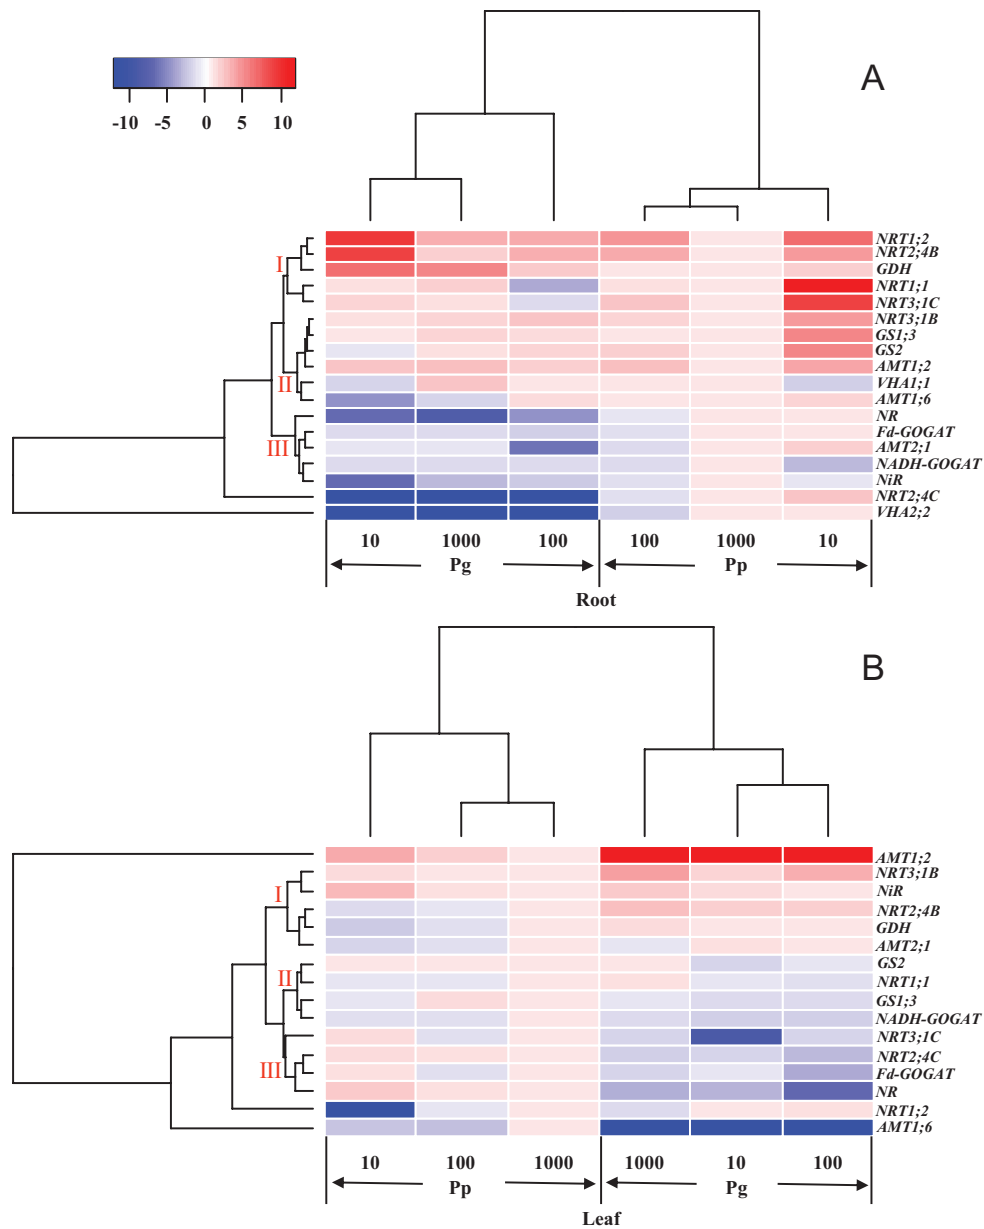 A
-10 -5 0 5 10
NRT1;2
NRT2;4B
I
GDH
NRT1;1
NRT3;1C
NRT3;1B
GS1;3
GS2
AMT1;2
II
VHA1;1
AMT1;6
NR
Fd-GOGAT
III
AMT2;1
NADH-GOGAT
NiR
NRT2;4C
VHA2;2
10 1000 100 100 1000 10
Pg Pp
Root
B
AMT1;2
NRT3;1B
I
NiR
NRT2;4B
GDH
AMT2;1
GS2
II
NRT1;1
GS1;3
NADH-GOGAT
NRT3;1C
NRT2;4C
III
Fd-GOGAT
NR
NRT1;2
AMT1;6
10 100 1000 1000 10 100
Pp Pg
Leaf